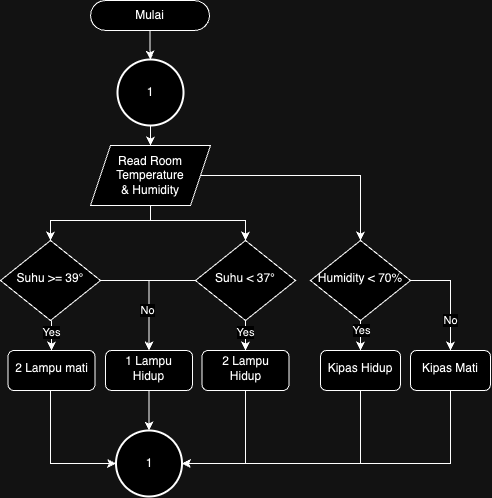 Mulai
1
Read Room
Temperature
& Humidity
Suhu >= 39°
Suhu < 37°
Humidity < 70%
No
Yes
Yes
Yes
No
2 Lampu mati
1 Lampu
Hidup
2 Lampu
Hidup
Kipas Hidup
Kipas Mati
1